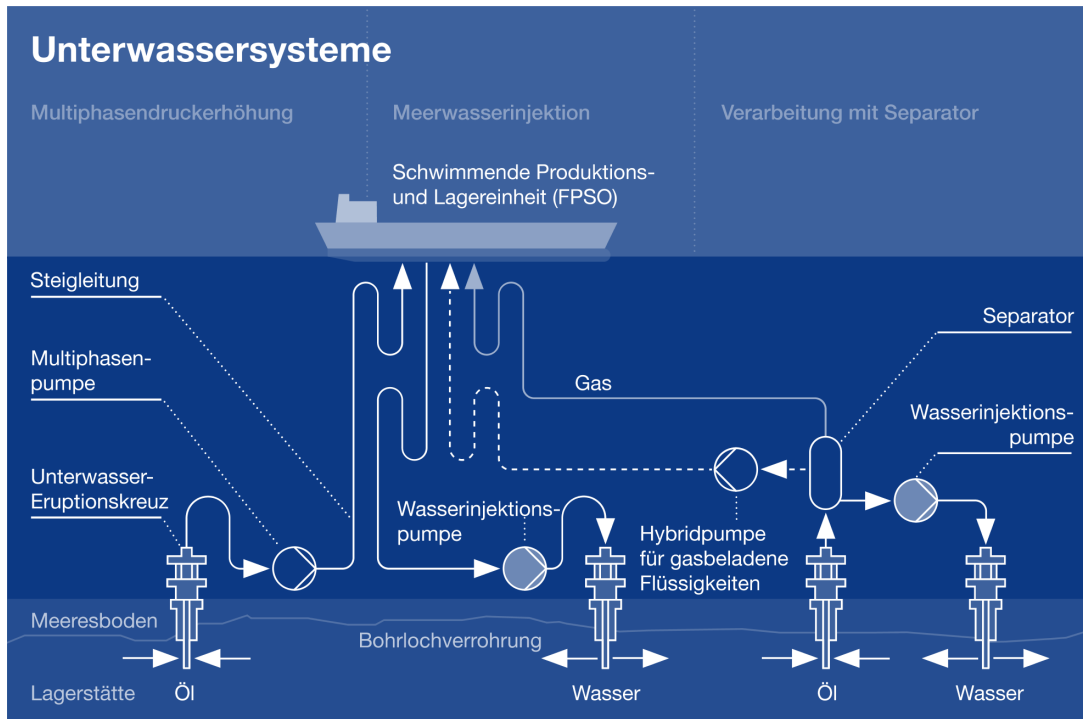 Unterwassersysteme
Multiphasendruckerhöhung
Meerwasserinjektion
Verarbeitung mit Separator
Schwimmende Produktions-
und Lagereinheit (FPSO)
Steigleitung
Separator
Multiphasen-
pumpe
Gas
Wasserinjektions-
pumpe
Unterwasser-
Eruptionskreuz
Wasserinjektions-
pumpe
Hybridpumpe
für gasbeladene
Flüssigkeiten
Meeresboden
Bohrlochverrohrung
Lagerstätte
Öl
Wasser
Öl
Wasser